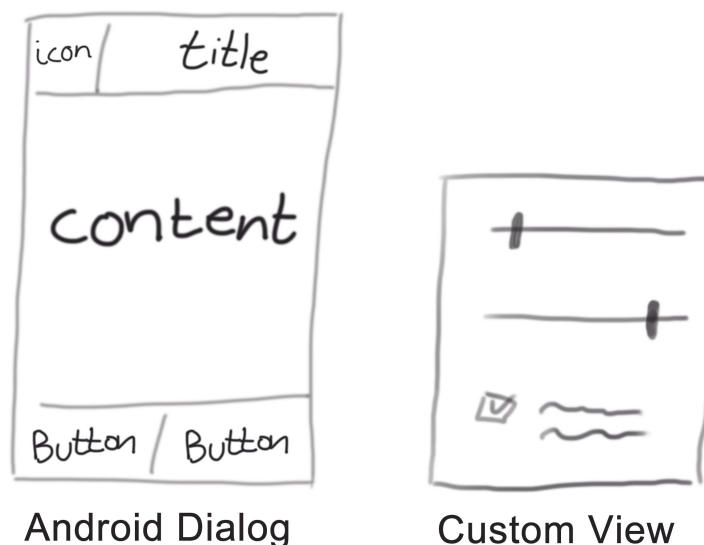 icon title
content
Button Button
Android Dialog
Custom View